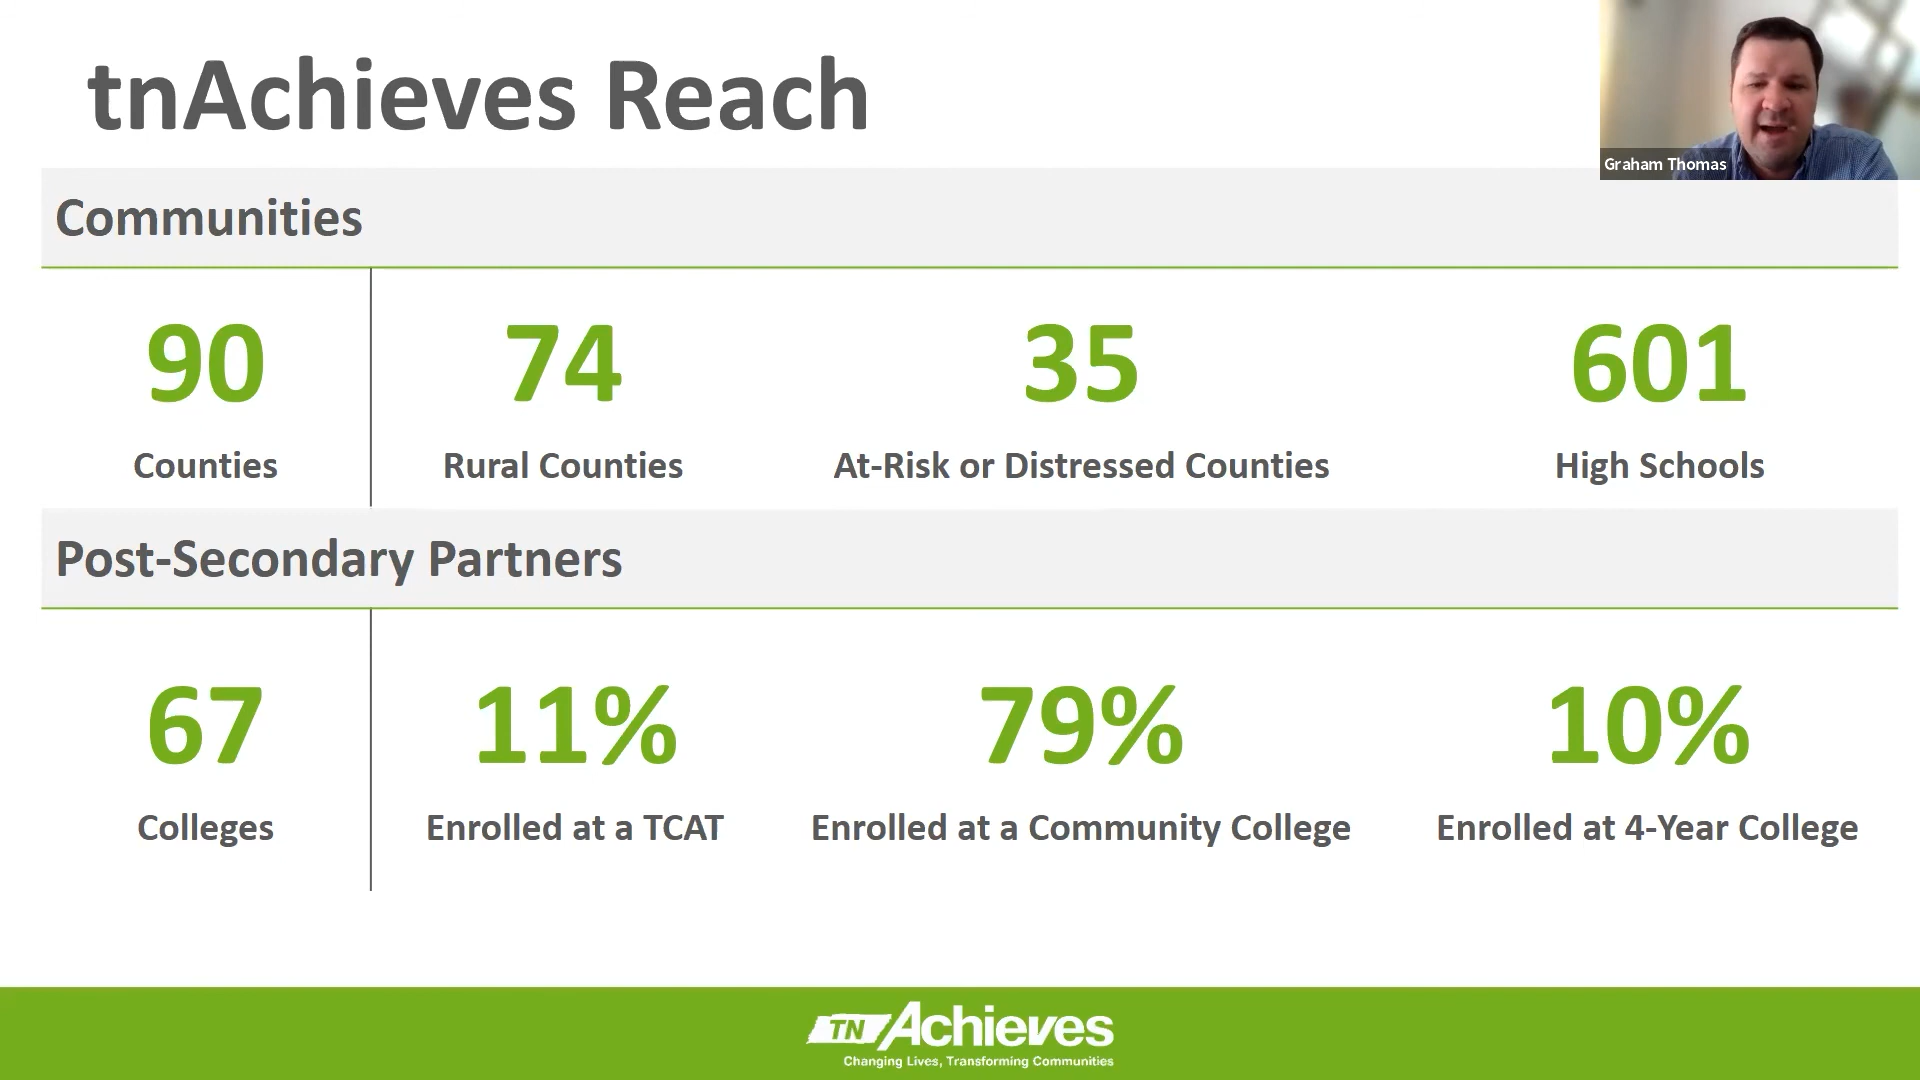 tnAchieves Reach
Graham Thomas
Communities
90
74
35
601
Counties
Rural Counties
At-Risk or Distressed Counties
High Schools
Post-Secondary Partners
67
11%
79%
10%
Colleges
Enrolled at a TCAT
Enrolled at a Community College
Enrolled at 4-Year College
TN Achieves
Changing Lives, Transforming Communities